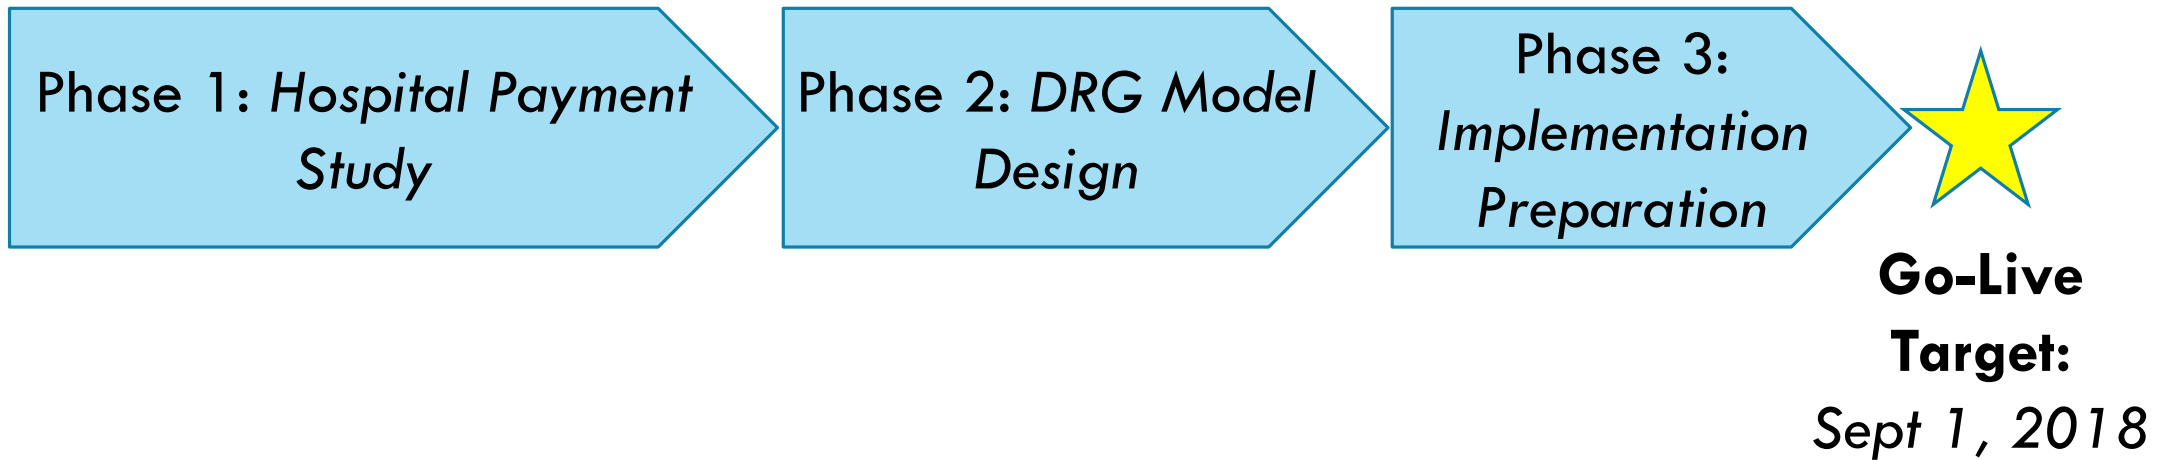 Phase 1: Hospital Payment
Study
Phase 2: DRG Model
Design
Phase 3:
Implementation
Preparation
Go-Live
Target:
Sept 1, 2018